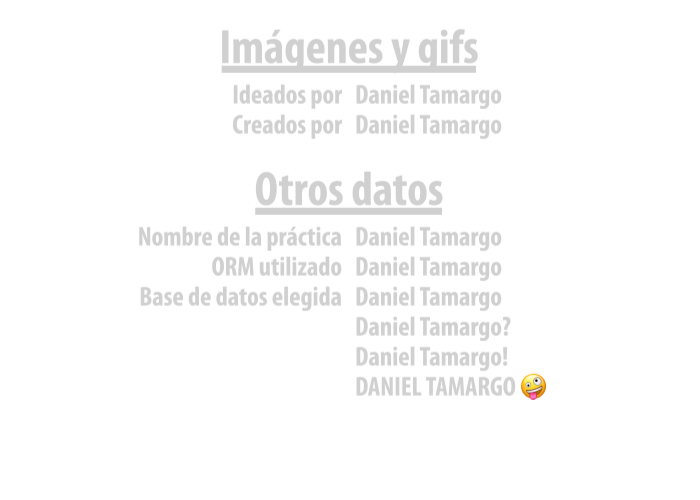 Imágenes y gifs
Ideados por Daniel Tamargo
Creados por Daniel Tamargo
Otros datos
Nombre de la práctica Daniel Tamargo
ORM utilizado Daniel Tamargo
Base de datos elegida Daniel Tamargo
Daniel Tamargo?
Daniel Tamargo!
DANIEL TAMARGO 🤪